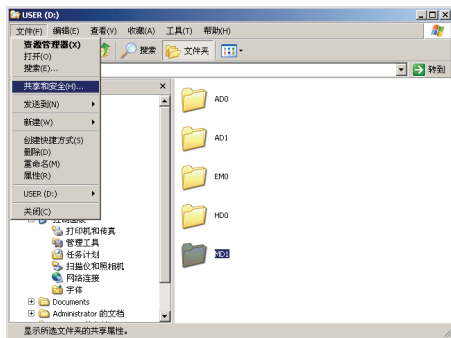 USER (D:)
文件(F) 编辑(E) 查看(V) 收藏(A) 工具(T) 帮助(H)
资源管理器(X)
打开(O)
搜索(E)...
共享和安全(H)...
发送到(N)
新建(W)
创建快捷方式(S)
删除(D)
重命名(M)
属性(R)
USER (D:)
关闭(C)
搜索 文件夹
转到
控制面板
打印机和传真
管理工具
任务计划
扫描仪和照相机
网络连接
字体
Documents
Administrator 的文档
AD0
AD1
EM0
HD0
MD1
显示所选文件夹的共享属性。